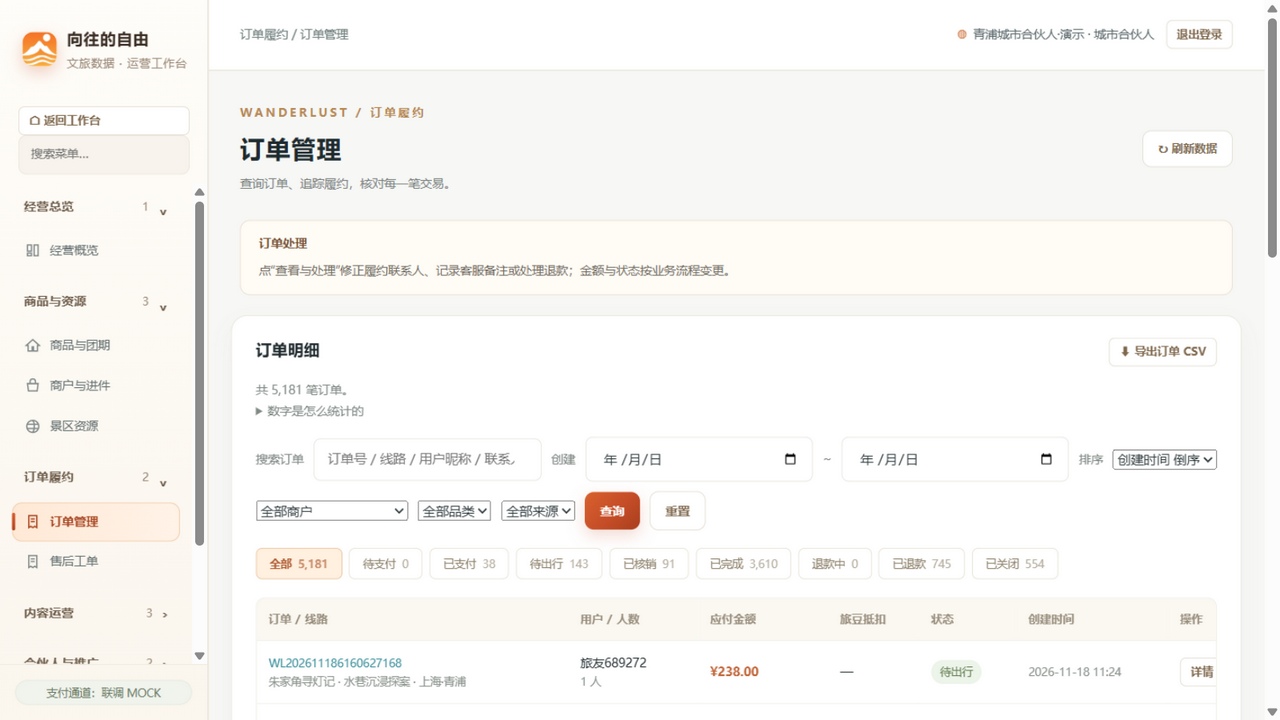 向往的自由
文旅数据 · 运营工作台
返回工作台
搜索菜单...
经营总览 1
经营概览
商品与资源 3
商品与团期
商户与进件
景区资源
订单履约 2
订单管理
售后工单
内容运营 3
支付通道：联调 MOCK
订单履约 / 订单管理
青浦城市合伙人·演示 · 城市合伙人
退出登录
WANDERLUST / 订单履约
订单管理
查询订单、追踪履约，核对每一笔交易。
↻ 刷新数据
订单处理
点“查看与处理”修正履约联系人、记录客服备注或处理退款；金额与状态按业务流程变更。
订单明细
⬇ 导出订单 CSV
共 5,181 笔订单。
▶ 数字是怎么统计的
搜索订单 订单号 / 线路 / 用户昵称 / 联系 创建 年 /月/日 ~ 年 /月/日 排序 创建时间 倒序
全部商户 全部品类 全部来源 查询 重置
全部 5,181 待支付 0 已支付 38 待出行 143 已核销 91 已完成 3,610 退款中 0 已退款 745 已关闭 554
订单 / 线路 用户 / 人数 应付金额 旅豆抵扣 状态 创建时间 操作
WL202611186160627168 旅友689272 ¥238.00 — 待出行 2026-11-18 11:24 详情
朱家角寻灯记 · 水巷沉浸探案 · 上海·青浦 1 人